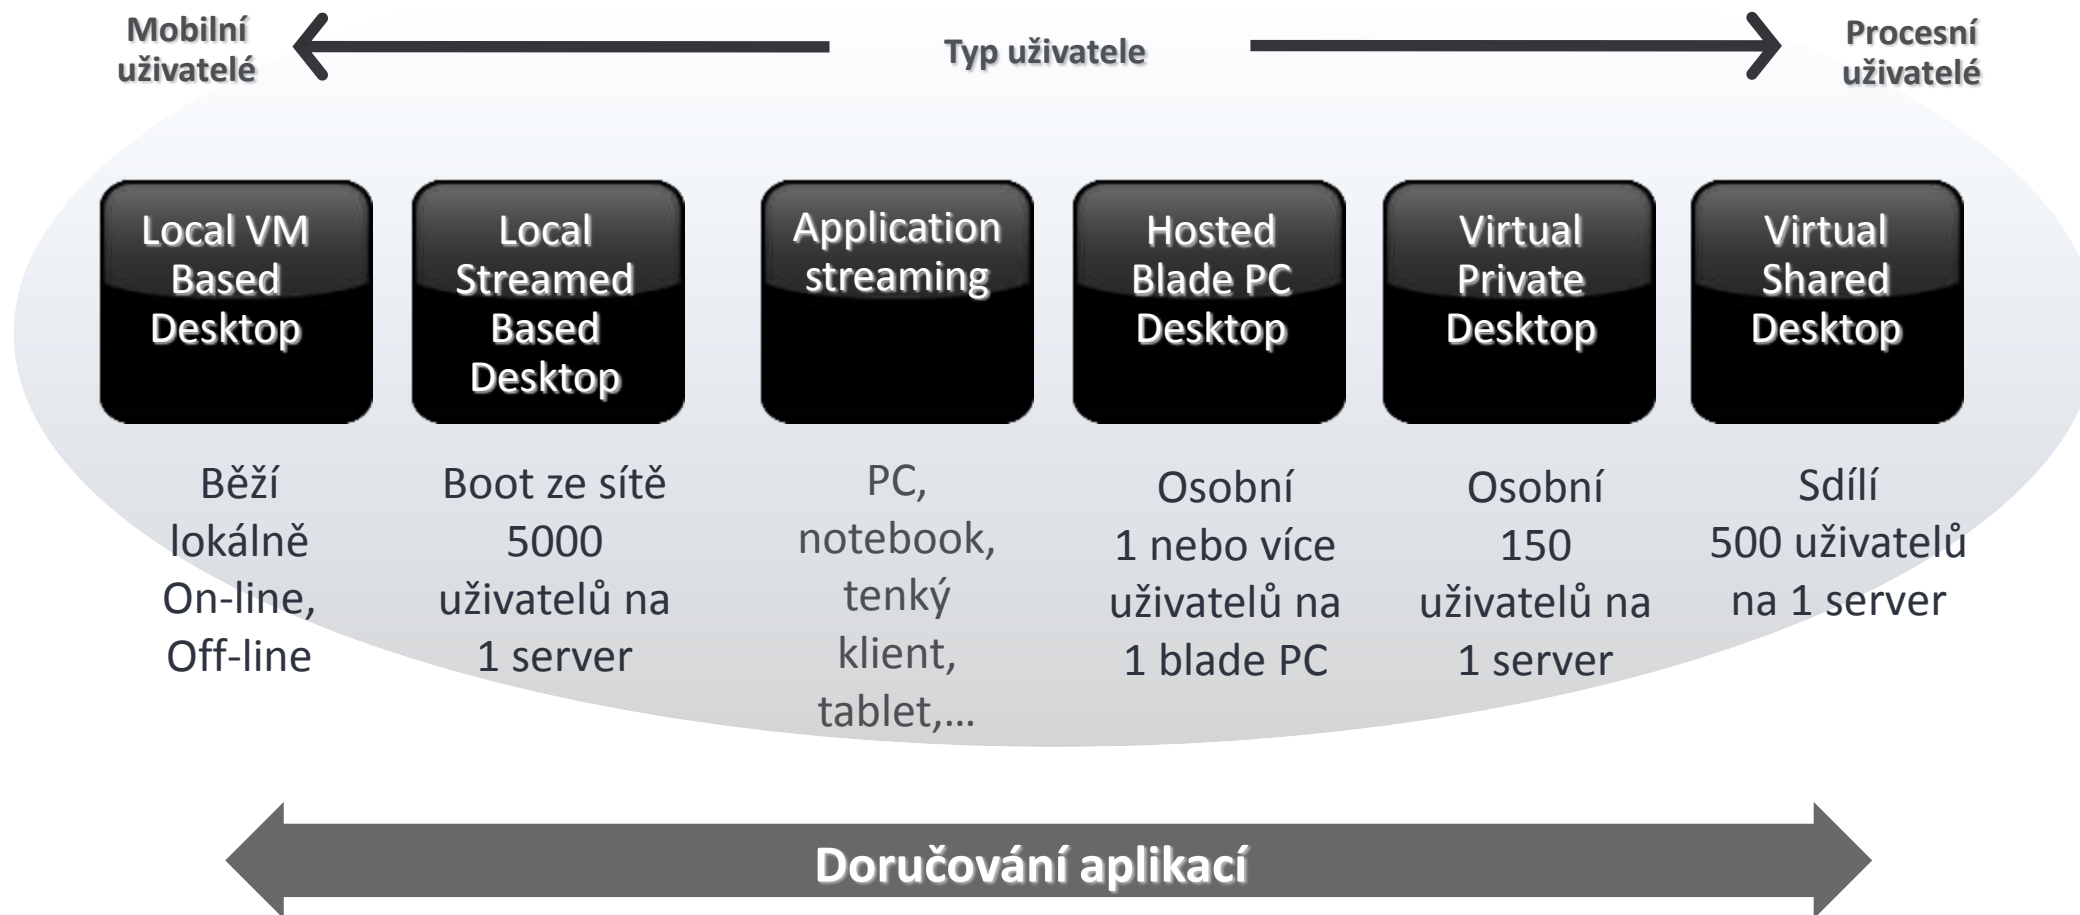 Mobilní
uživatelé
Typ uživatele
Procesní
uživatelé
Local VM
Based
Desktop
Local
Streamed
Based
Desktop
Application
streaming
Hosted
Blade PC
Desktop
Virtual
Private
Desktop
Virtual
Shared
Desktop
Běží
lokálně
On-line,
Off-line
Boot ze sítě
5000
uživatelů na
1 server
PC,
notebook,
tenký
klient,
tablet,...
Osobní
1 nebo více
uživatelů na
1 blade PC
Osobní
150
uživatelů na
1 server
Sdílí
500 uživatelů
na 1 server
Doručování aplikací